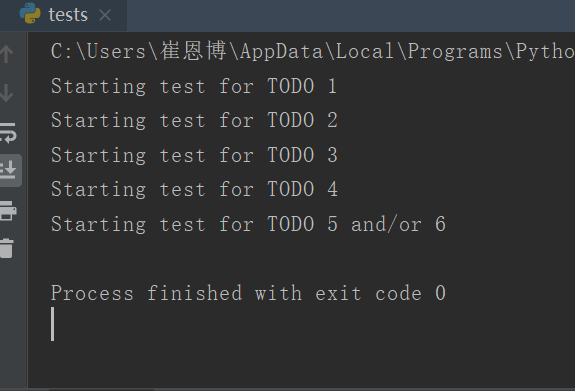 tests
C:\Users\崔恩博\AppData\Local\Programs\Pytho
Starting test for TODO 1
Starting test for TODO 2
Starting test for TODO 3
Starting test for TODO 4
Starting test for TODO 5 and/or 6
Process finished with exit code 0